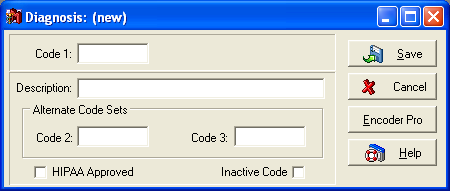 Diagnosis: (new)
Code 1:
Save
Description:
Cancel
Alternate Code Sets
Code 2:
Code 3:
Encoder Pro
HIPAA Approved
Inactive Code
Help